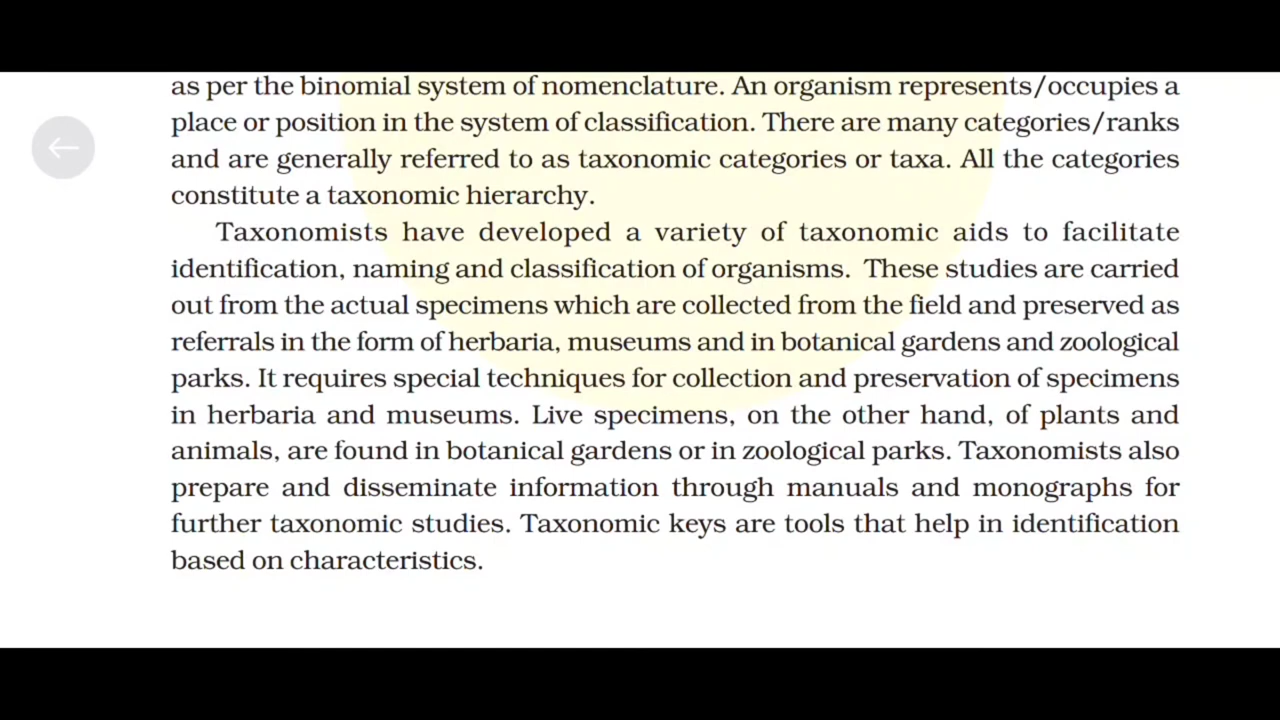 as per the binomial system of nomenclature. An organism represents/occupies a
place or position in the system of classification. There are many categories/ranks
and are generally referred to as taxonomic categories or taxa. All the categories
constitute a taxonomic hierarchy.
Taxonomists have developed a variety of taxonomic aids to facilitate
identification, naming and classification of organisms. These studies are carried
out from the actual specimens which are collected from the field and preserved as
referrals in the form of herbaria, museums and in botanical gardens and zoological
parks. It requires special techniques for collection and preservation of specimens
in herbaria and museums. Live specimens, on the other hand, of plants and
animals, are found in botanical gardens or in zoological parks. Taxonomists also
prepare and disseminate information through manuals and monographs for
further taxonomic studies. Taxonomic keys are tools that help in identification
based on characteristics.